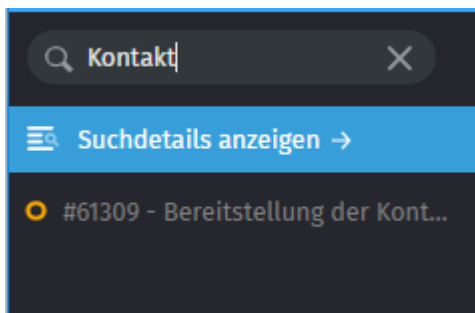 Kontakt
Suchdetails anzeigen →
#61309 - Bereitstellung der Kont...